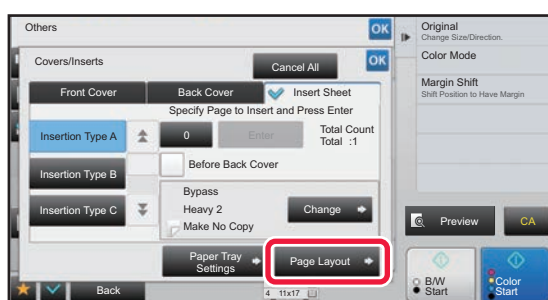 Others
OK
Covers/Inserts
Cancel All
OK
Front Cover
Back Cover
Insert Sheet
Specify Page to Insert and Press Enter
Insertion Type A
0
Enter
Total Count
Total :1
Insertion Type B
Before Back Cover
Insertion Type C
Bypass
Heavy 2
Make No Copy
Change
Paper Tray
Settings
Page Layout
Back
4 11x17
Original
Change Size/Direction.
Color Mode
Margin Shift
Shift Position to Have Margin
Preview
CA
B/W
Start
Color
Start